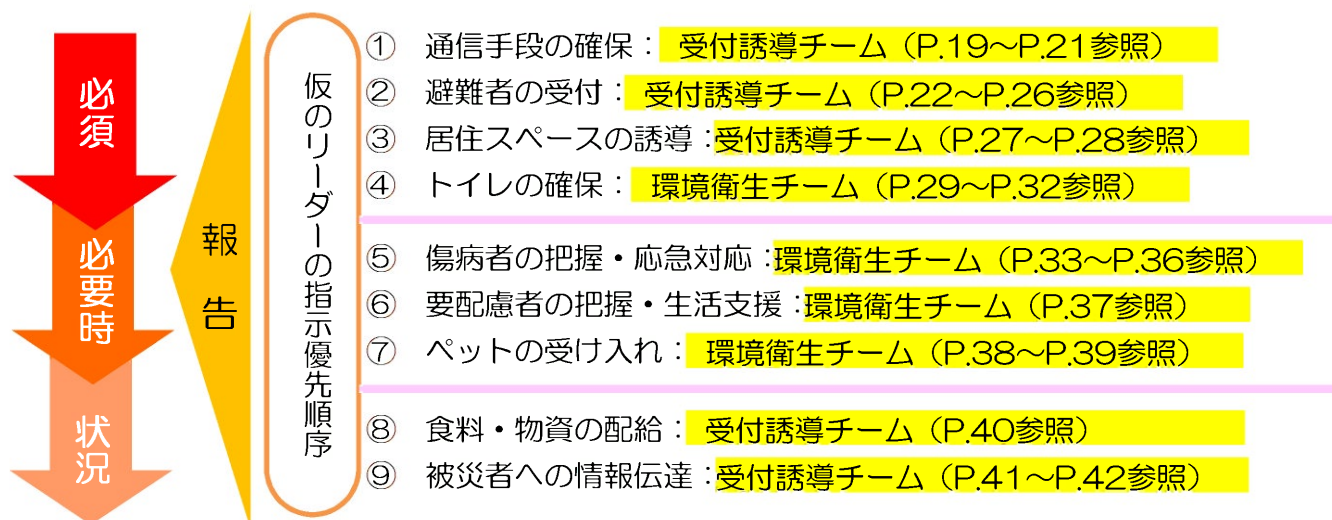 必須
必要時
状況
報告
仮のリーダーの指示優先順序
① 通信手段の確保： 受付誘導チーム（P.19～P.21参照）
② 避難者の受付：受付誘導チーム（P.22～P.26参照）
③ 居住スペースの誘導：受付誘導チーム（P.27～P.28参照）
④ トイレの確保： 環境衛生チーム（P.29～P.32参照）
⑤ 傷病者の把握・応急対応：環境衛生チーム（P.33～P.36参照）
⑥ 要配慮者の把握・生活支援：環境衛生チーム（P.37参照）
⑦ ペットの受け入れ： 環境衛生チーム（P.38～P.39参照）
⑧ 食料・物資の配給： 受付誘導チーム（P.40参照）
⑨ 被災者への情報伝達：受付誘導チーム（P.41～P.42参照）